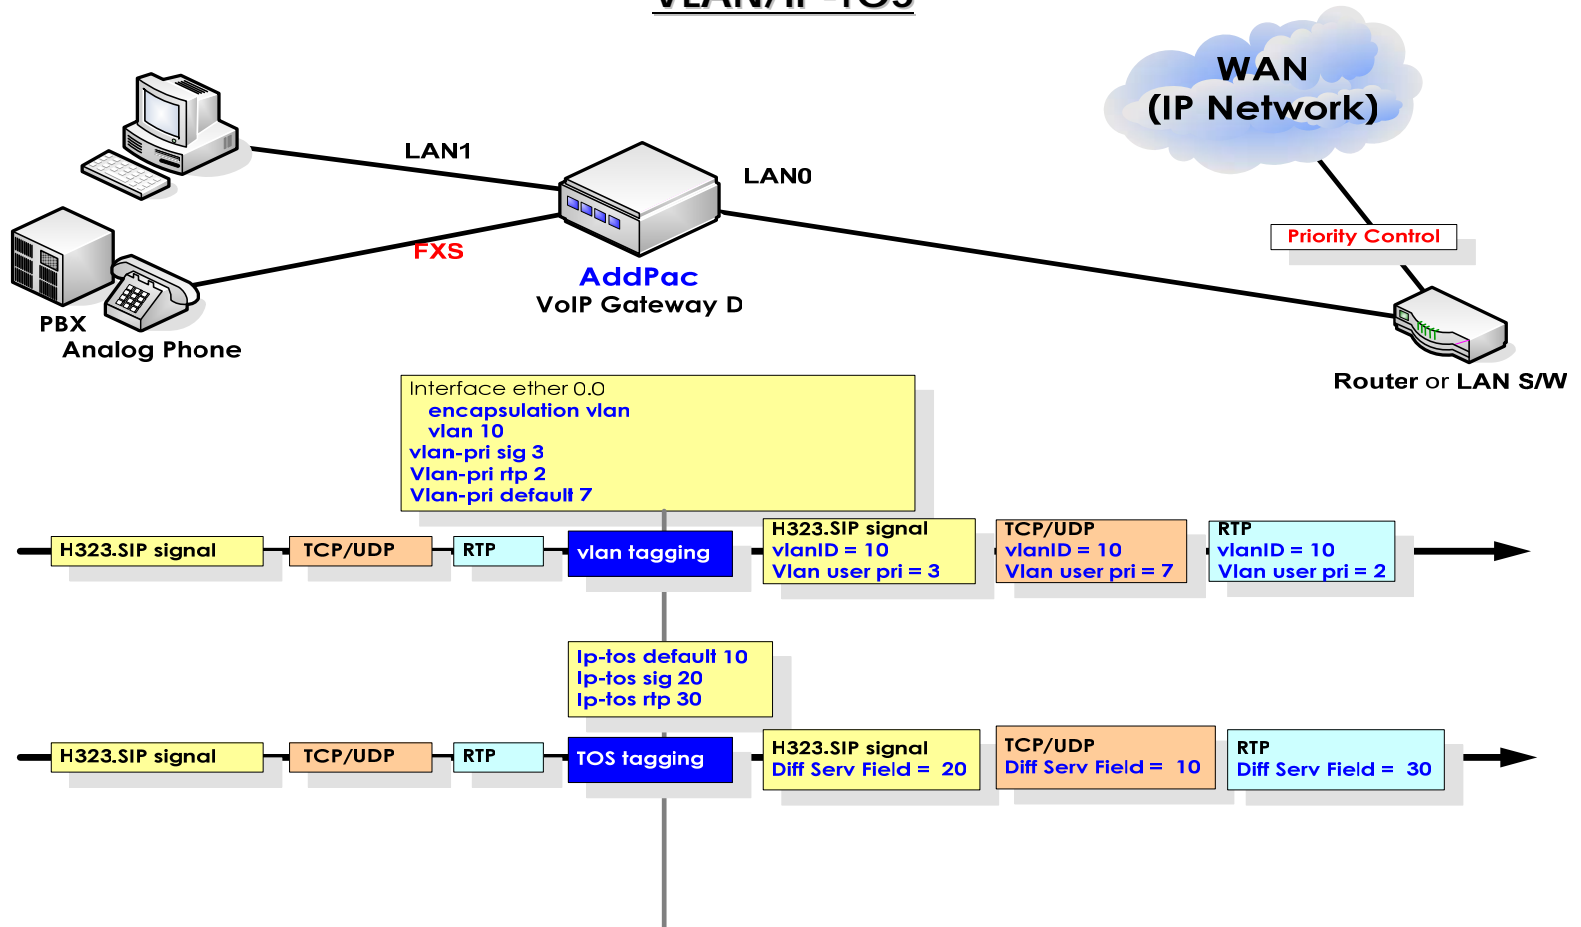 VLAN/IP-TOS
WAN
(IP Network)
LAN1
LAN0
Priority Control
FXS
AddPac
VoIP Gateway D
PBX
Analog Phone
Router or LAN S/W
Interface ether 0.0
encapsulation vlan
vlan 10
vlan-pri sig 3
Vlan-pri rtp 2
Vlan-pri default 7
H323.SIP signal
TCP/UDP
RTP
vlan tagging
H323.SIP signal
vlanID = 10
Vlan user pri = 3
TCP/UDP
vlanID = 10
Vlan user pri = 7
RTP
vlanID = 10
Vlan user pri = 2
Ip-tos default 10
Ip-tos sig 20
Ip-tos rtp 30
H323.SIP signal
TCP/UDP
RTP
TOS tagging
H323.SIP signal
Diff Serv Field = 20
TCP/UDP
Diff Serv Field = 10
RTP
Diff Serv Field = 30